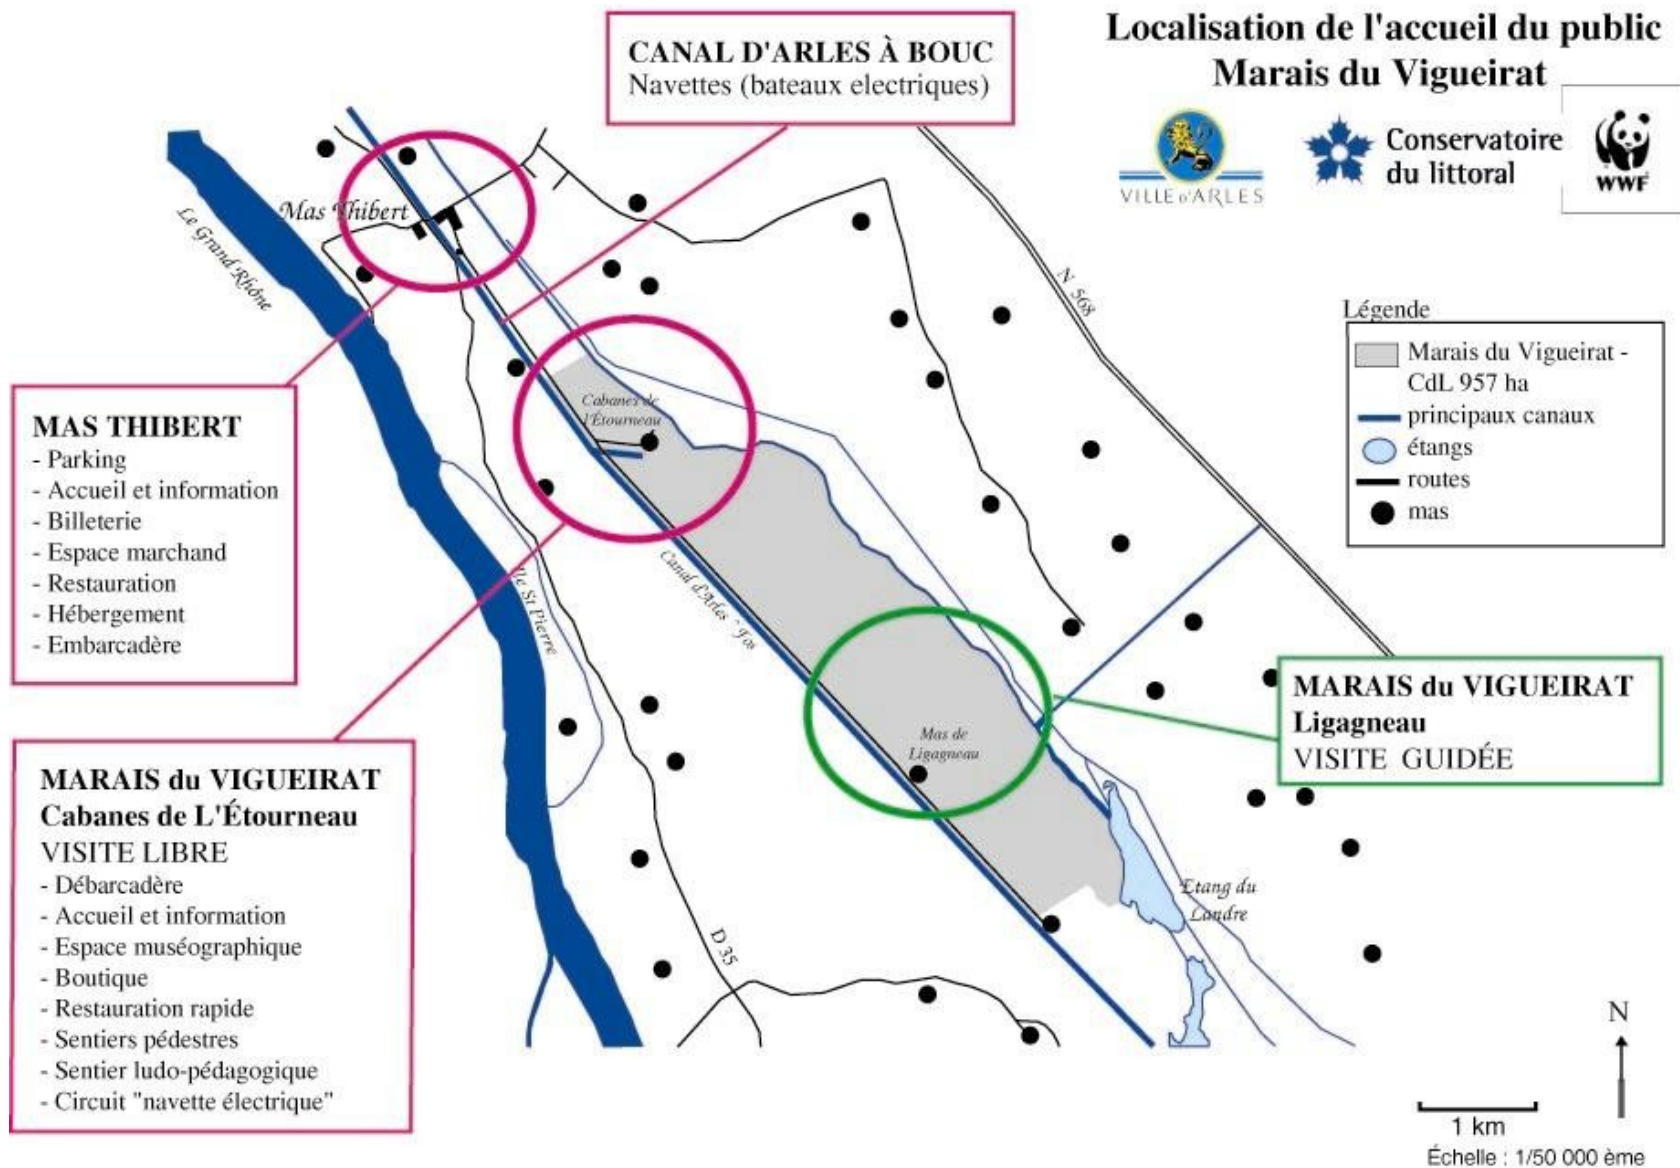 Localisation de l'accueil du public
Marais du Vigueirat
VILLE D'ARLES
Conservatoire
du littoral
WWF
CANAL D'ARLES À BOUC
Navettes (bateaux electriques)
Mas Thibert
Le Grand Rhône
N 568
Légende
Marais du Vigueirat -
CdL 957 ha
principaux canaux
étangs
routes
mas
MAS THIBERT
- Parking
- Accueil et information
- Billeterie
- Espace marchand
- Restauration
- Hébergement
- Embarcadère
Cabanes de
l'Étourneau
Ile St Pierre
Canal d'Arles - Fos
MARAIS du VIGUEIRAT
Ligagneau
VISITE GUIDÉE
Mas de
Ligagneau
MARAIS du VIGUEIRAT
Cabanes de L'Étourneau
VISITE LIBRE
- Débarcadère
- Accueil et information
- Espace muséographique
- Boutique
- Restauration rapide
- Sentiers pédestres
- Sentier ludo-pédagogique
- Circuit "navette électrique"
Etang du
Landre
D 35
N
1 km
Échelle : 1/50 000 ème